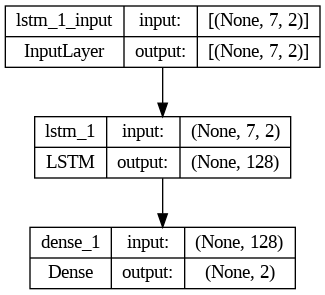 lstm_1_input input: [(None, 7, 2)]
InputLayer output: [(None, 7, 2)]
lstm_1 input: (None, 7, 2)
LSTM output: (None, 128)
dense_1 input: (None, 128)
Dense output: (None, 2)